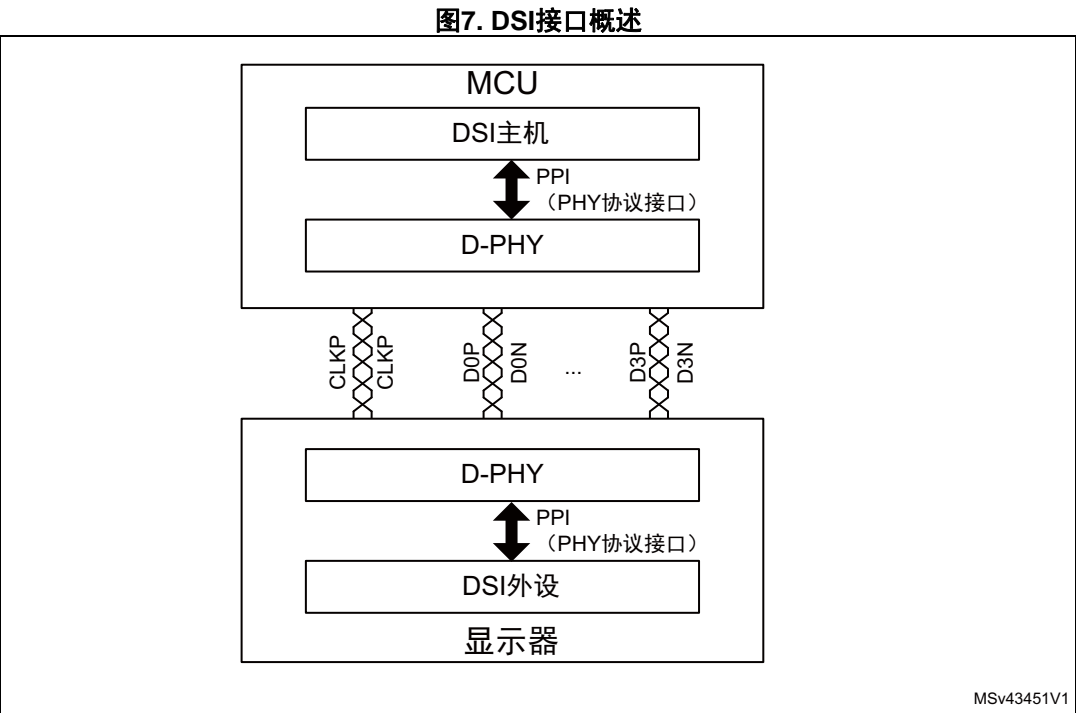 图7. DSI接口概述
MCU
DSI主机
PPI
（PHY协议接口）
D-PHY
CLKP
CLKP
D0P
D0N
...
D3P
D3N
D-PHY
PPI
（PHY协议接口）
DSI外设
显示器
MSv43451V1